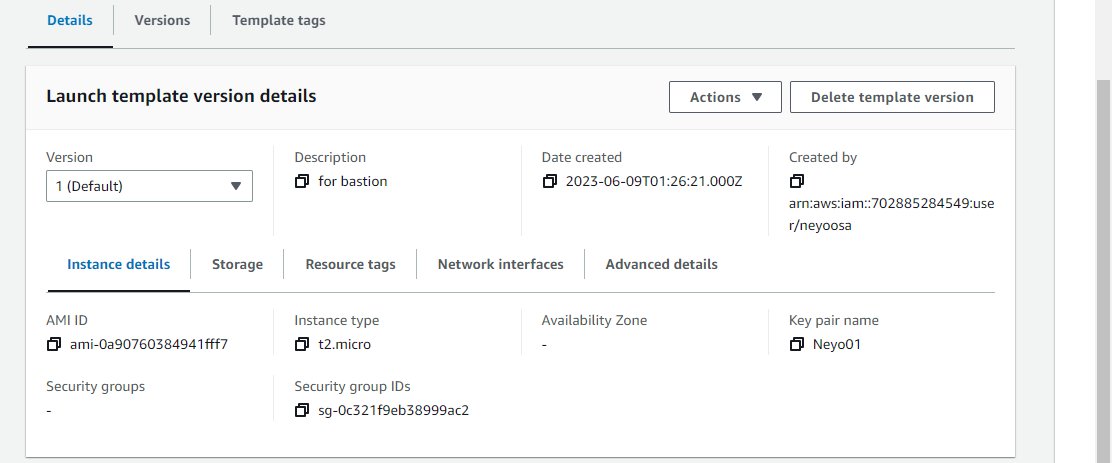 Details Versions Template tags
Launch template version details Actions Delete template version
Version Description Date created Created by
1 (Default) for bastion 2023-06-09T01:26:21.000Z
arn:aws:iam::702885284549:use
r/neyoosa
Instance details Storage Resource tags Network interfaces Advanced details
AMI ID Instance type Availability Zone Key pair name
ami-0a90760384941fff7 t2.micro - Neyo01
Security groups Security group IDs
- sg-0c321f9eb38999ac2